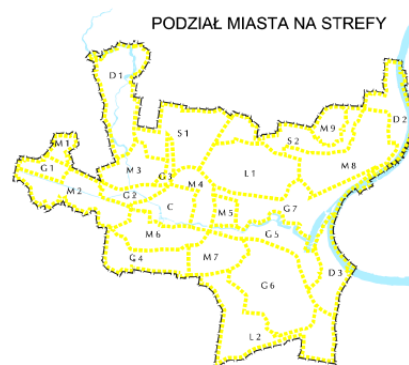 PODZIAŁ MIASTA NA STREFY
D 1
M 9
D 2
S 1
S 2
M 1
G 1
M 3
G 3
L 1
M 8
M 2
G 2
M 4
C
M 5
G 7
M 6
G 5
G 4
M 7
D 3
G 6
L 2